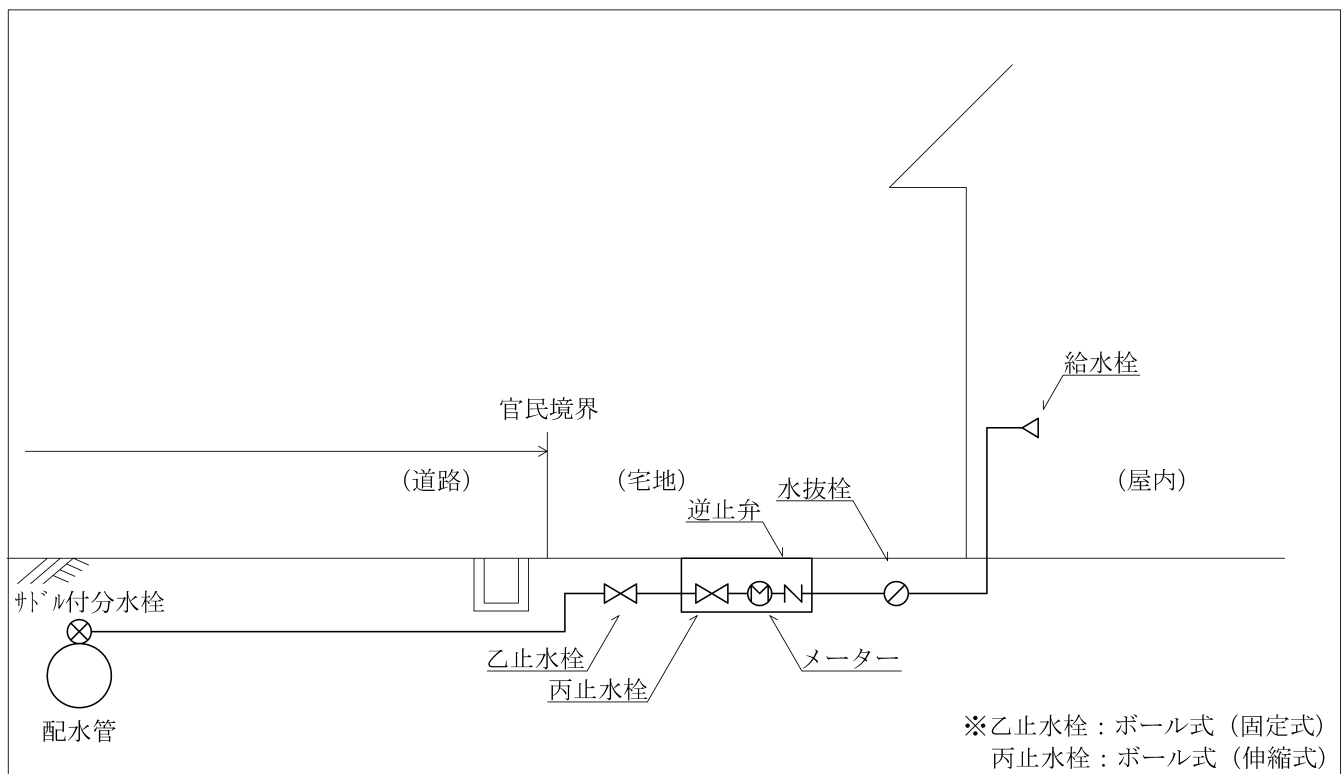 給水栓
官民境界
(道路)
(宅地)
水抜栓
(屋内)
逆止弁
ｻﾄﾞﾙ付分水栓
乙止水栓
メーター
丙止水栓
配水管
※乙止水栓：ボール式（固定式）
丙止水栓：ボール式（伸縮式）